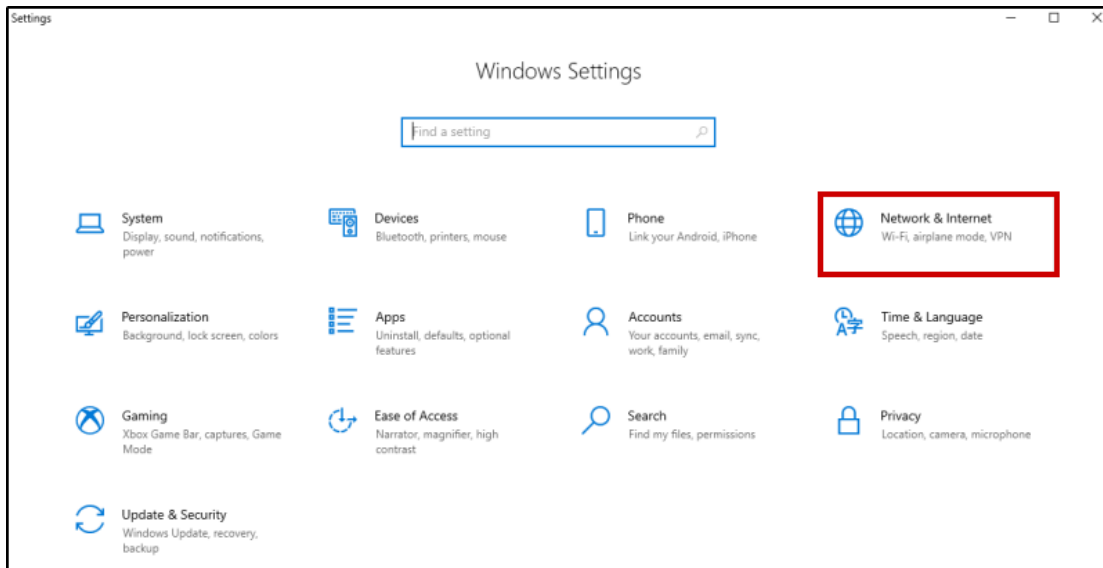 Settings
Windows Settings
Find a setting
System
Display, sound, notifications,
power
Devices
Bluetooth, printers, mouse
Phone
Link your Android, iPhone
Network & Internet
Wi-Fi, airplane mode, VPN
Personalization
Background, lock screen, colors
Apps
Uninstall, defaults, optional
features
Accounts
Your accounts, email, sync,
work, family
Time & Language
Speech, region, date
Gaming
Xbox Game Bar, captures, Game
Mode
Ease of Access
Narrator, magnifier, high
contrast
Search
Find my files, permissions
Privacy
Location, camera, microphone
Update & Security
Windows Update, recovery,
backup